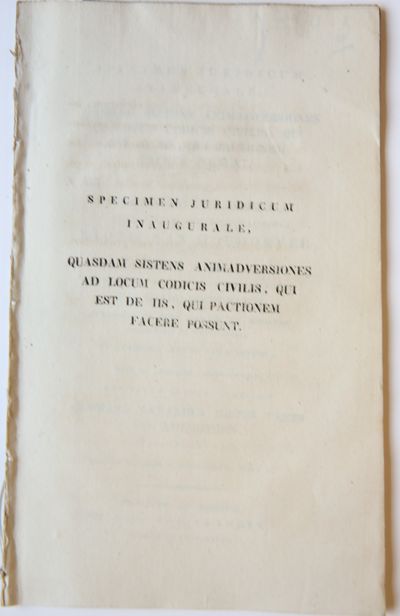 SPECIMEN JURIDICUM
INAUGURALE,
QUASDAM SISTENS ANIMADVERSIONES
AD LOCUM CODICIS CIVILIS, QUI
EST DE IIS, QUI PACTIONEM
FACERE POSSUNT.